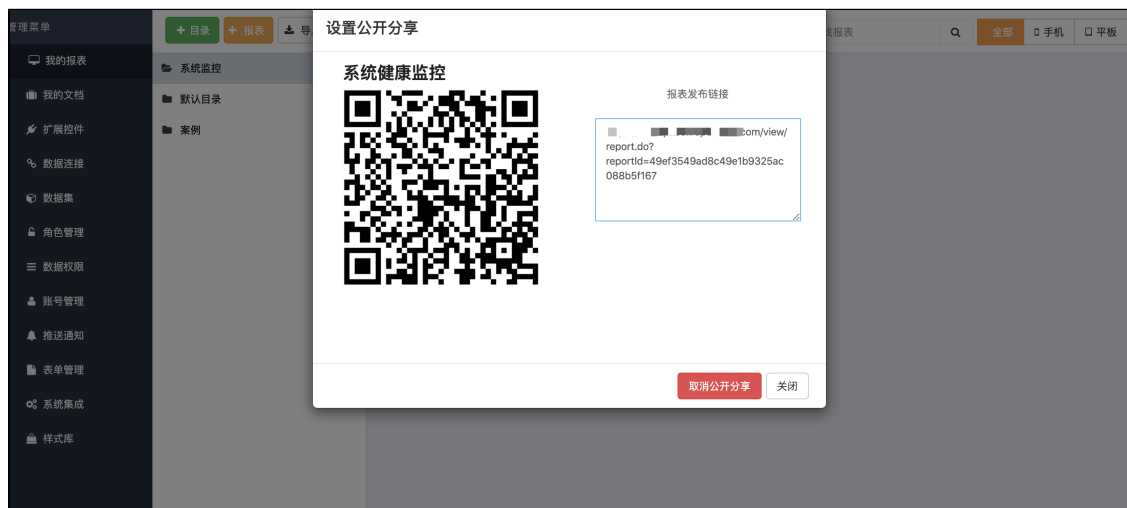 管理菜单
我的报表
我的文档
扩展控件
数据连接
数据集
角色管理
数据权限
账号管理
推送通知
表单管理
系统集成
样式库
+ 目录
+ 报表
导
系统监控
默认目录
案例
找报表
全部
手机
平板
设置公开分享
系统健康监控
报表发布链接
com/view/
report.do?
reportId=49ef3549ad8c49e1b9325ac
088b5f167
取消公开分享
关闭